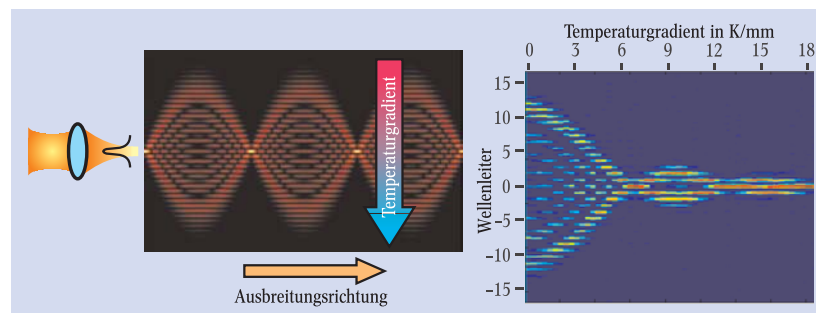 Temperaturgradient
Ausbreitungsrichtung
Temperaturgradient in K/mm
0 3 6 9 12 15 18
Wellenleiter
15
10
5
0
–5
–10
–15